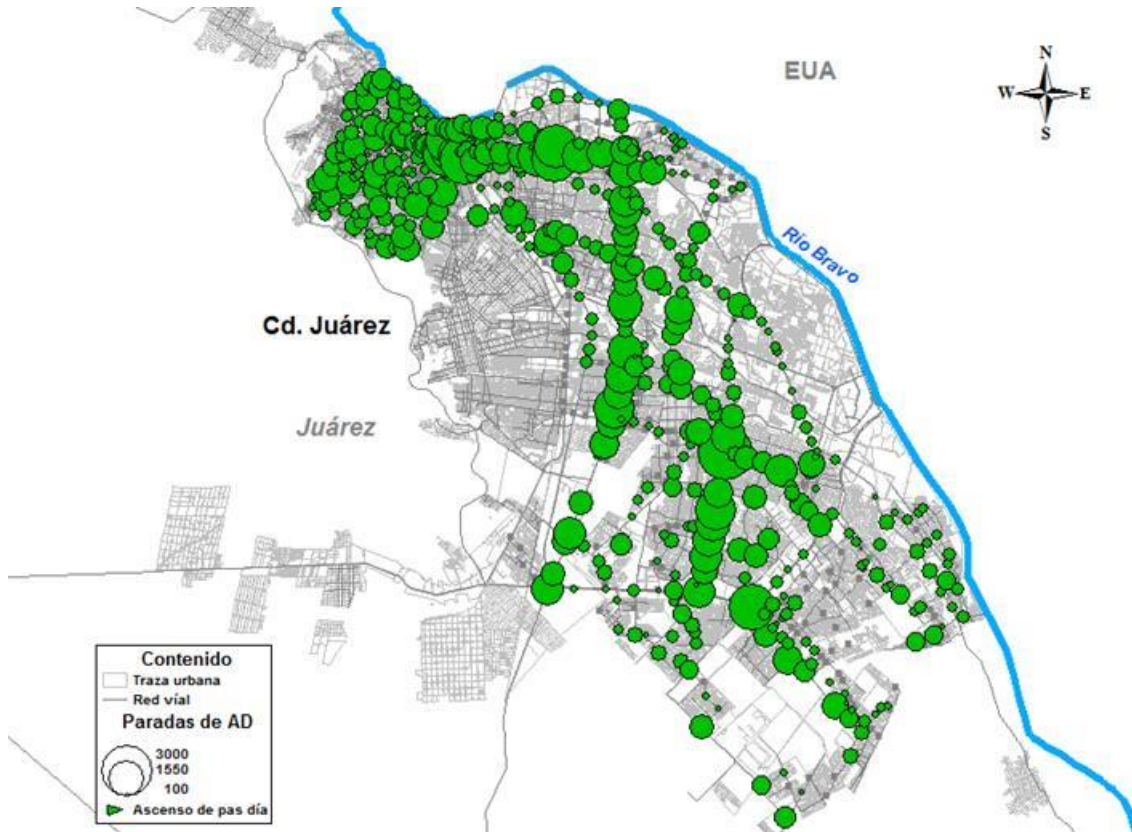 EUA
N
W E
S
Río Bravo
Cd. Juárez
Juárez
Contenido
Traza urbana
Red víal
Paradas de AD
3000
1550
100
Ascenso de pas día